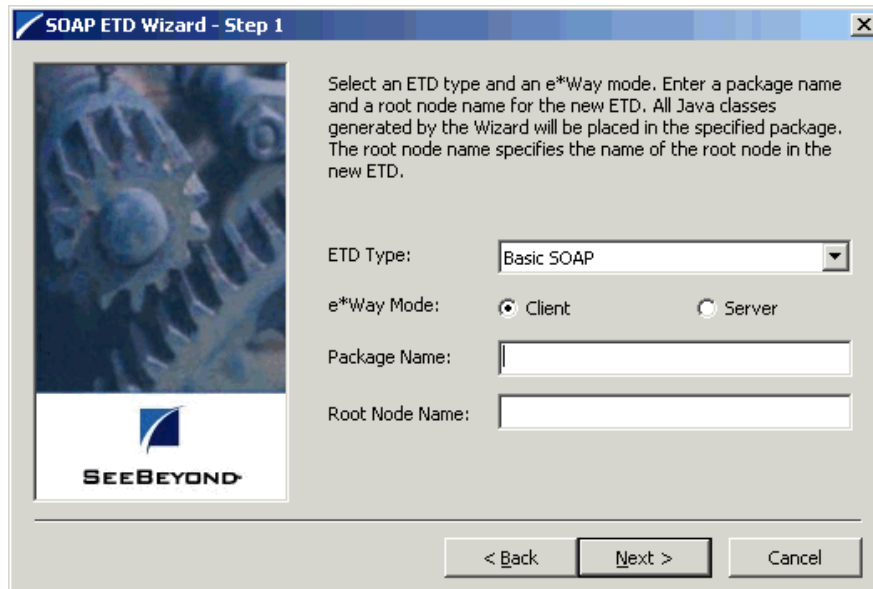 SOAP ETD Wizard - Step 1
Select an ETD type and an e*Way mode. Enter a package name
and a root node name for the new ETD. All Java classes
generated by the Wizard will be placed in the specified package.
The root node name specifies the name of the root node in the
new ETD.
ETD Type: Basic SOAP
e*Way Mode: Client Server
Package Name:
Root Node Name:
SEEBEYOND
< Back Next > Cancel